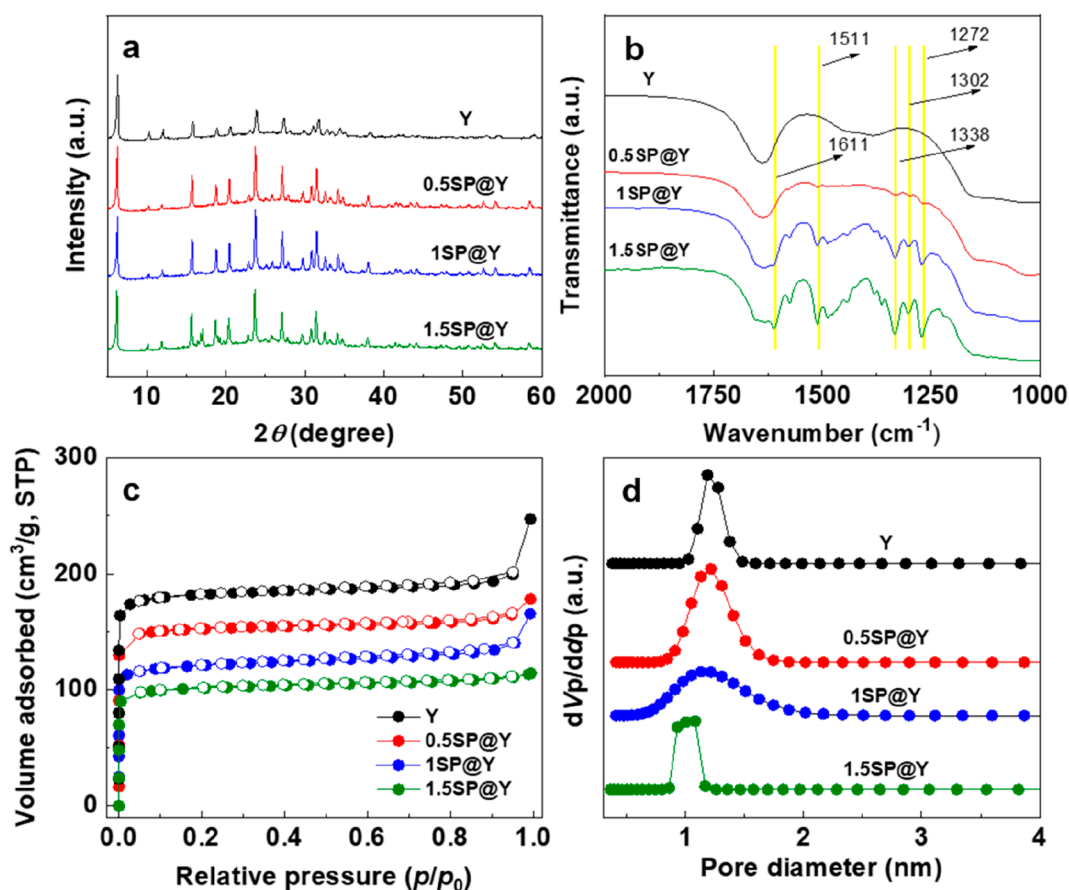 a
Y
0.5SP@Y
1SP@Y
1.5SP@Y
Intensity (a.u.)
10 20 30 40 50 60
2θ (degree)
b
1511
1272
Y
1302
0.5SP@Y
1611
1338
1SP@Y
1.5SP@Y
Transmittance (a.u.)
2000 1750 1500 1250 1000
Wavenumber (cm⁻¹)
c
300
200
100
0
Volume adsorbed (cm³/g, STP)
Y
0.5SP@Y
1SP@Y
1.5SP@Y
0.0 0.2 0.4 0.6 0.8 1.0
Relative pressure (p/p₀)
d
Y
0.5SP@Y
1SP@Y
1.5SP@Y
dVp/ddp (a.u.)
1 2 3 4
Pore diameter (nm)